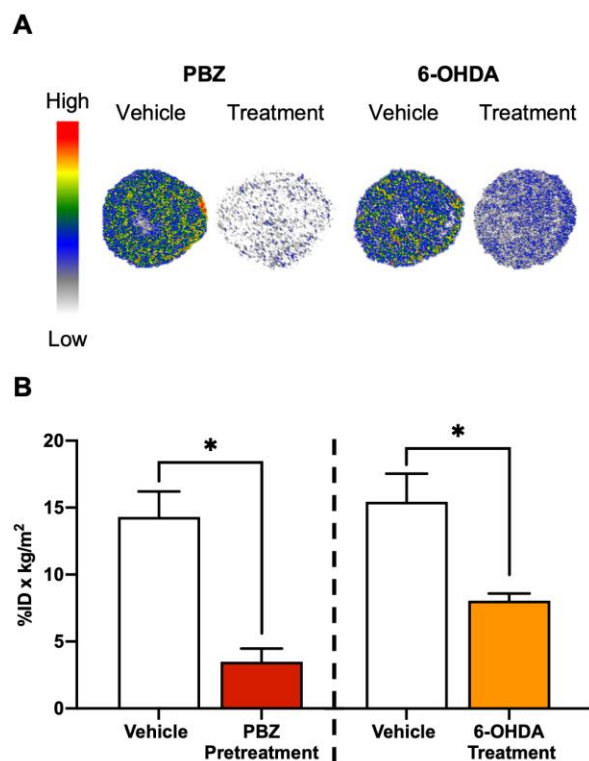 A
PBZ
6-OHDA
High
Vehicle
Treatment
Vehicle
Treatment
Low
B
*
*
20
15
10
5
0
%ID x kg/m²
Vehicle
PBZ
Pretreatment
Vehicle
6-OHDA
Treatment